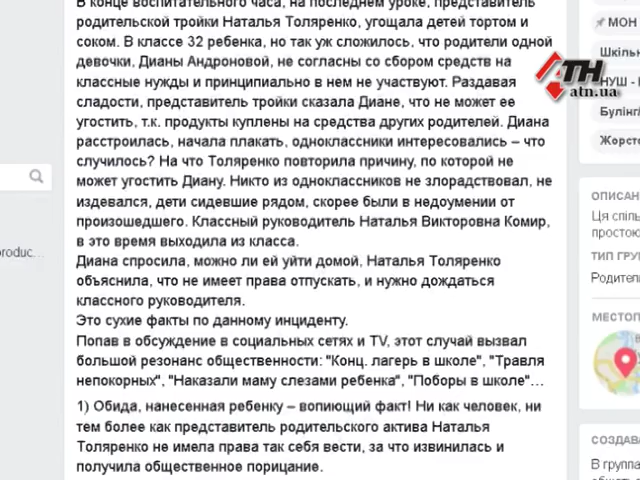 В конце воспитательного часа, на последнем уроке, представитель
родительской тройки Наталья Толяренко, угощала детей тортом и
соком. В классе 32 ребенка, но так уж сложилось, что родители одной
девочки, Дианы Андроновой, не согласны со сбором средств на
классные нужды и принципиально в нем не участвуют. Раздавая
сладости, представитель тройки сказала Диане, что не может ее
угостить, т.к. продукты куплены на средства других родителей. Диана
расстроилась, начала плакать, одноклассники интересовались – что
случилось? На что Толяренко повторила причину, по которой не
может угостить Диану. Никто из одноклассников не злорадствовал, не
издевался, дети сидевшие рядом, скорее были в недоумении от
произошедшего. Классный руководитель Наталья Викторовна Комир,
в это время выходила из класса.
Диана спросила, можно ли ей уйти домой, Наталья Толяренко
объяснила, что не имеет права отпускать, и нужно дождаться
классного руководителя.
Это сухие факты по данному инциденту.
Попав в обсуждение в социальных сетях и TV, этот случай вызвал
большой резонанс общественности: "Конц. лагерь в школе", "Травля
непокорных", "Наказали маму слезами ребенка", "Поборы в школе"…
1) Обида, нанесенная ребенку – вопиющий факт! Ни как человек, ни
тем более как представитель родительского актива Наталья
Толяренко не имела права так себя вести, за что извинилась и
получила общественное порицание.
roduc...
МОН
Шкільн
АТН
atn.ua
НУШ -
Булінг
Жорсто
ОПИСАН
Ця спіл
простою
ТИП ГРУ
Родител
МЕСТОП
СОЗДАВА
В группа